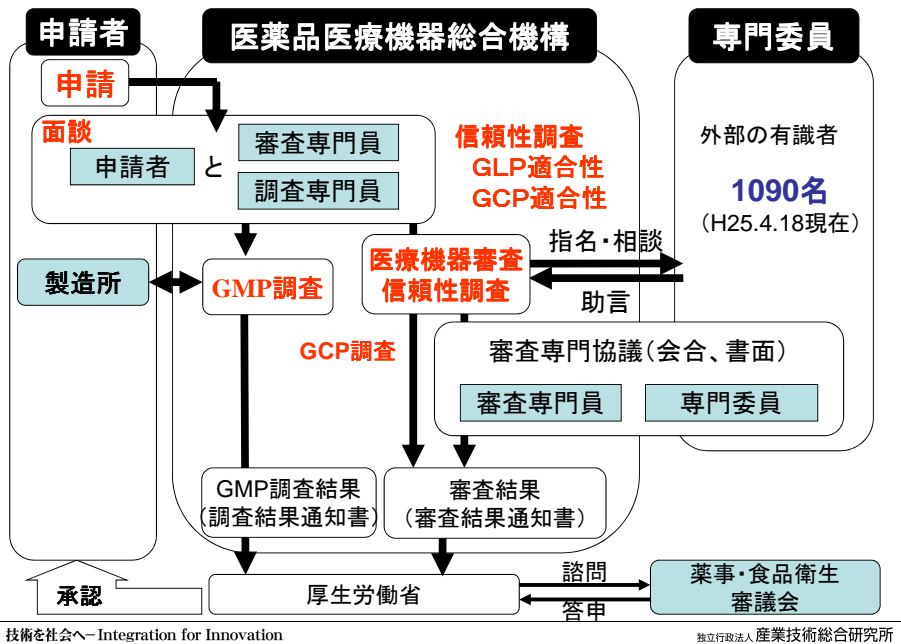 申請者
医薬品医療機器総合機構
専門委員
申請
面談
申請者
と
審査専門員
調査専門員
信頼性調査
GLP適合性
GCP適合性
外部の有識者
1090名
(H25.4.18現在)
指名・相談
助言
製造所
GMP調査
医療機器審査
信頼性調査
GCP調査
審査専門協議(会合、書面)
審査専門員
専門委員
GMP調査結果
(調査結果通知書)
審査結果
(審査結果通知書)
承認
厚生労働省
諮問
答申
薬事・食品衛生
審議会
技術を社会へ-Integration for Innovation
独立行政法人 産業技術総合研究所